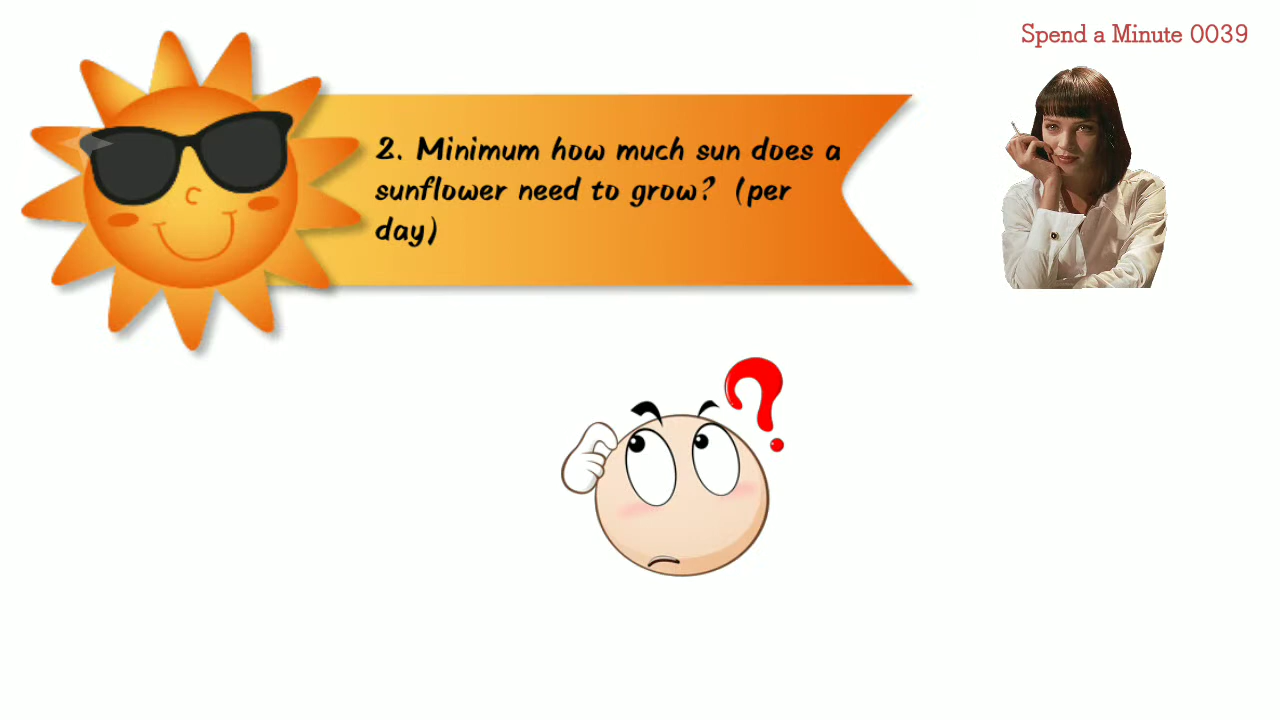 Spend a Minute 0039
2. Minimum how much sun does a
sunflower need to grow? (per
day)